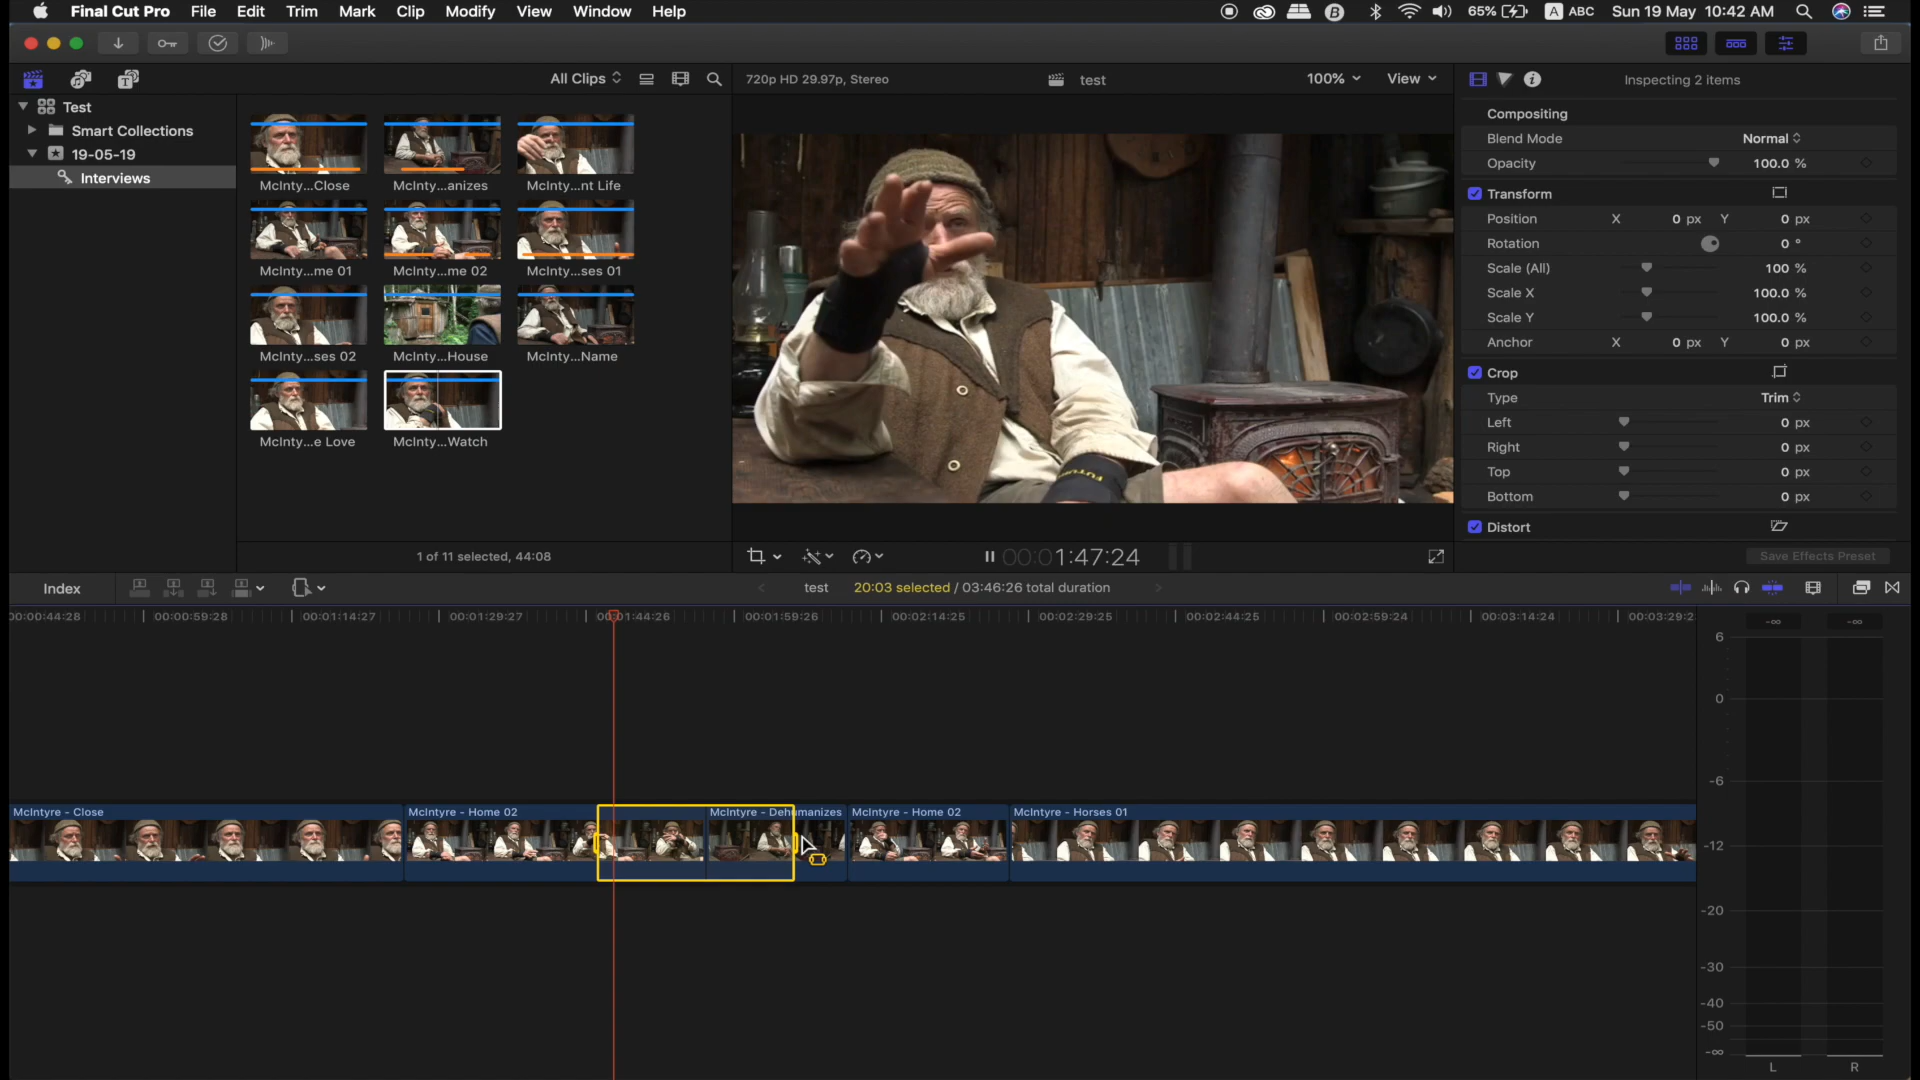 Final Cut Pro File Edit Trim Mark Clip Modify View Window Help
65% A ABC Sun 19 May 10:42 AM
All Clips
720p HD 29.97p, Stereo
test
100%
View
Inspecting 2 items
Test
Smart Collections
19-05-19
Interviews
McInty...Close
McInty...anizes
McInty...nt Life
McInty...me 01
McInty...me 02
McInty...ses 01
McInty...ses 02
McInty...House
McInty...Name
McInty...e Love
McInty...Watch
1 of 11 selected, 44:08
00:00:01:47:24
Compositing
Blend Mode Normal
Opacity 100.0 %
Transform
Position X 0 px Y 0 px
Rotation 0 °
Scale (All) 100 %
Scale X 100.0 %
Scale Y 100.0 %
Anchor X 0 px Y 0 px
Crop
Type Trim
Left 0 px
Right 0 px
Top 0 px
Bottom 0 px
Distort
Save Effects Preset
Index
test 20:03 selected / 03:46:26 total duration
00:00:44:28 00:00:59:28 00:01:14:27 00:01:29:27 00:01:44:26 00:01:59:26 00:02:14:25 00:02:29:25 00:02:44:25 00:02:59:24 00:03:14:24 00:03:29:2
McIntyre - Close
McIntyre - Home 02
McIntyre - Dehumanizes
McIntyre - Home 02
McIntyre - Horses 01
-∞ -∞
6
0
-6
-12
-20
-30
-40
-50
-∞
L R